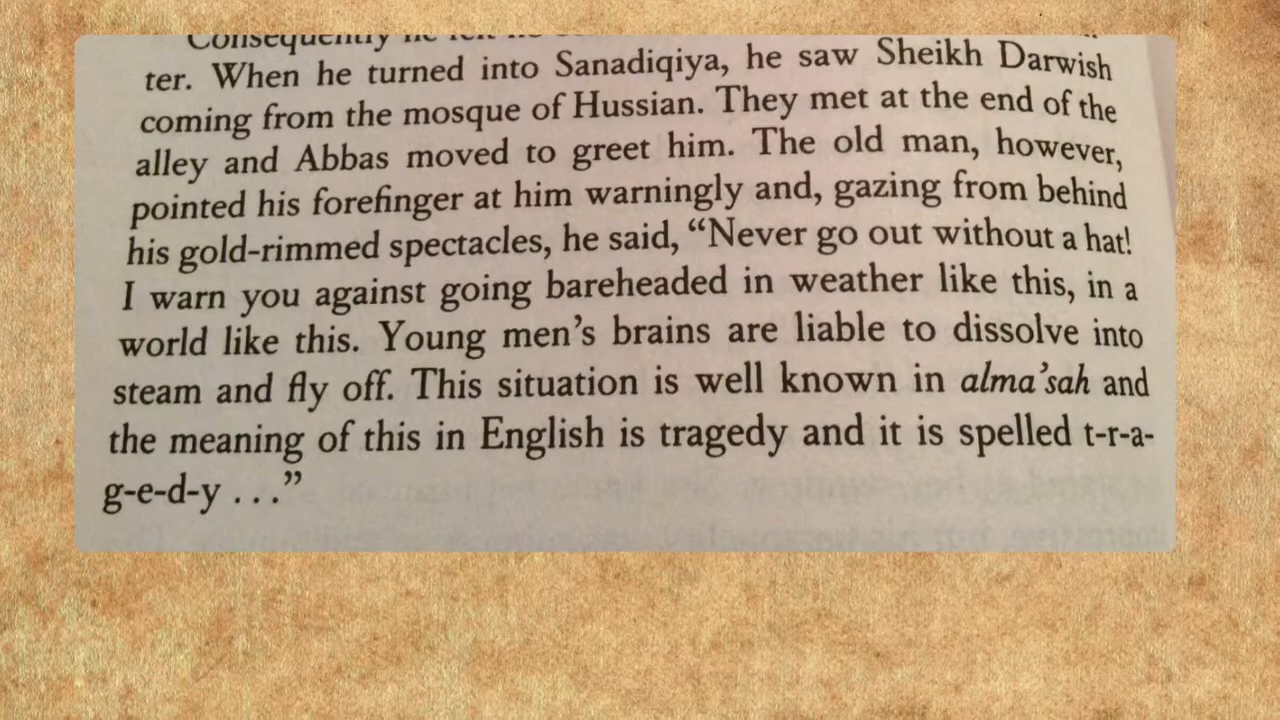 Consequently he
ter. When he turned into Sanadiqiya, he saw Sheikh Darwish
coming from the mosque of Hussian. They met at the end of the
alley and Abbas moved to greet him. The old man, however,
pointed his forefinger at him warningly and, gazing from behind
his gold-rimmed spectacles, he said, “Never go out without a hat!
I warn you against going bareheaded in weather like this, in a
world like this. Young men’s brains are liable to dissolve into
steam and fly off. This situation is well known in alma’sah and
the meaning of this in English is tragedy and it is spelled t-r-a-
g-e-d-y . . .”